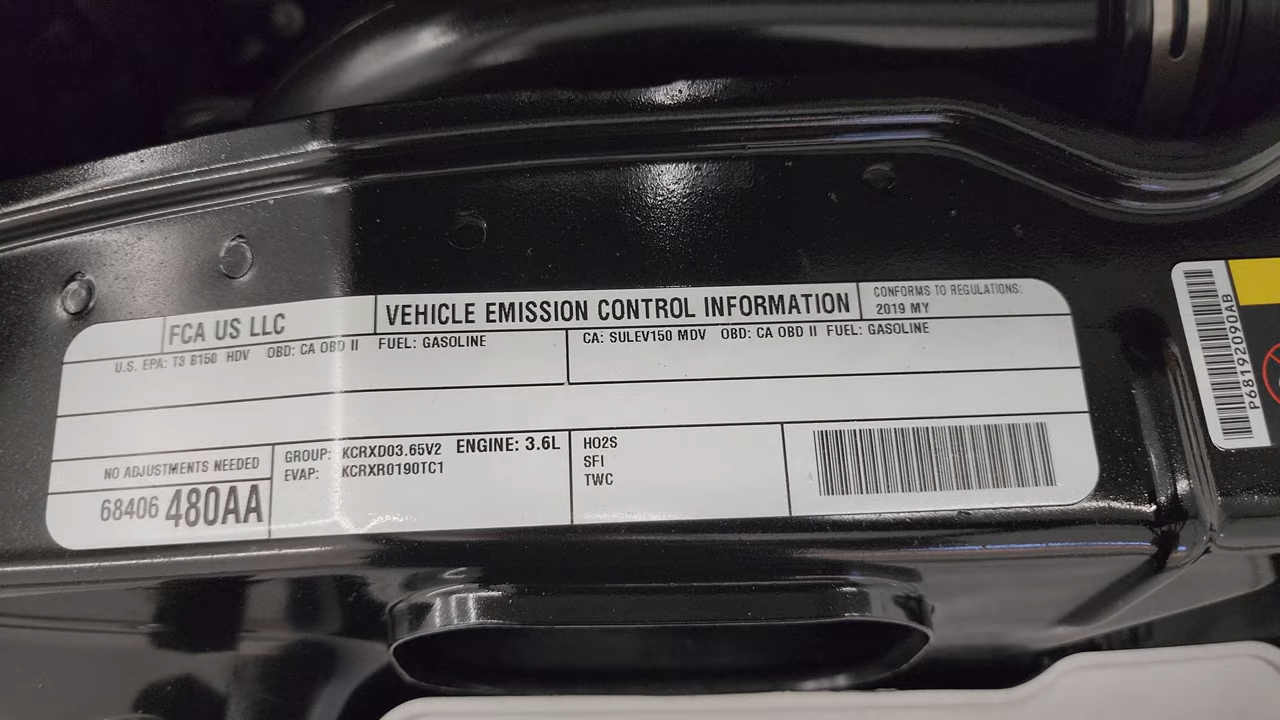 FCA US LLC
VEHICLE EMISSION CONTROL INFORMATION
CONFORMS TO REGULATIONS:
2019 MY
U.S. EPA: T3 B150 HDV OBD: CA OBD II FUEL: GASOLINE
CA: SULEV150 MDV OBD: CA OBD II FUEL: GASOLINE
NO ADJUSTMENTS NEEDED
68406 480AA
GROUP: KCRXD03.65V2 ENGINE: 3.6L
EVAP: KCRXR0190TC1
HO2S
SFI
TWC
P68192090AB